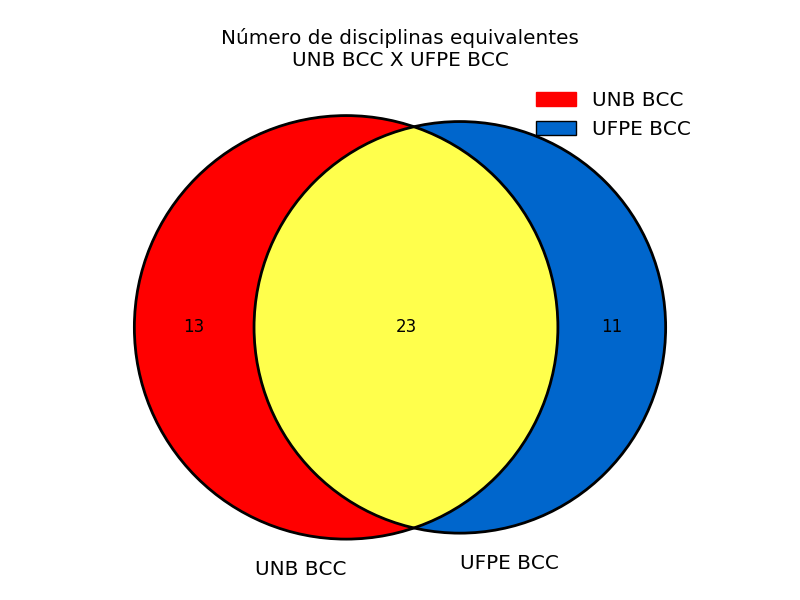 Número de disciplinas equivalentes
UNB BCC X UFPE BCC
UNB BCC
UFPE BCC
13
23
11
UNB BCC
UFPE BCC